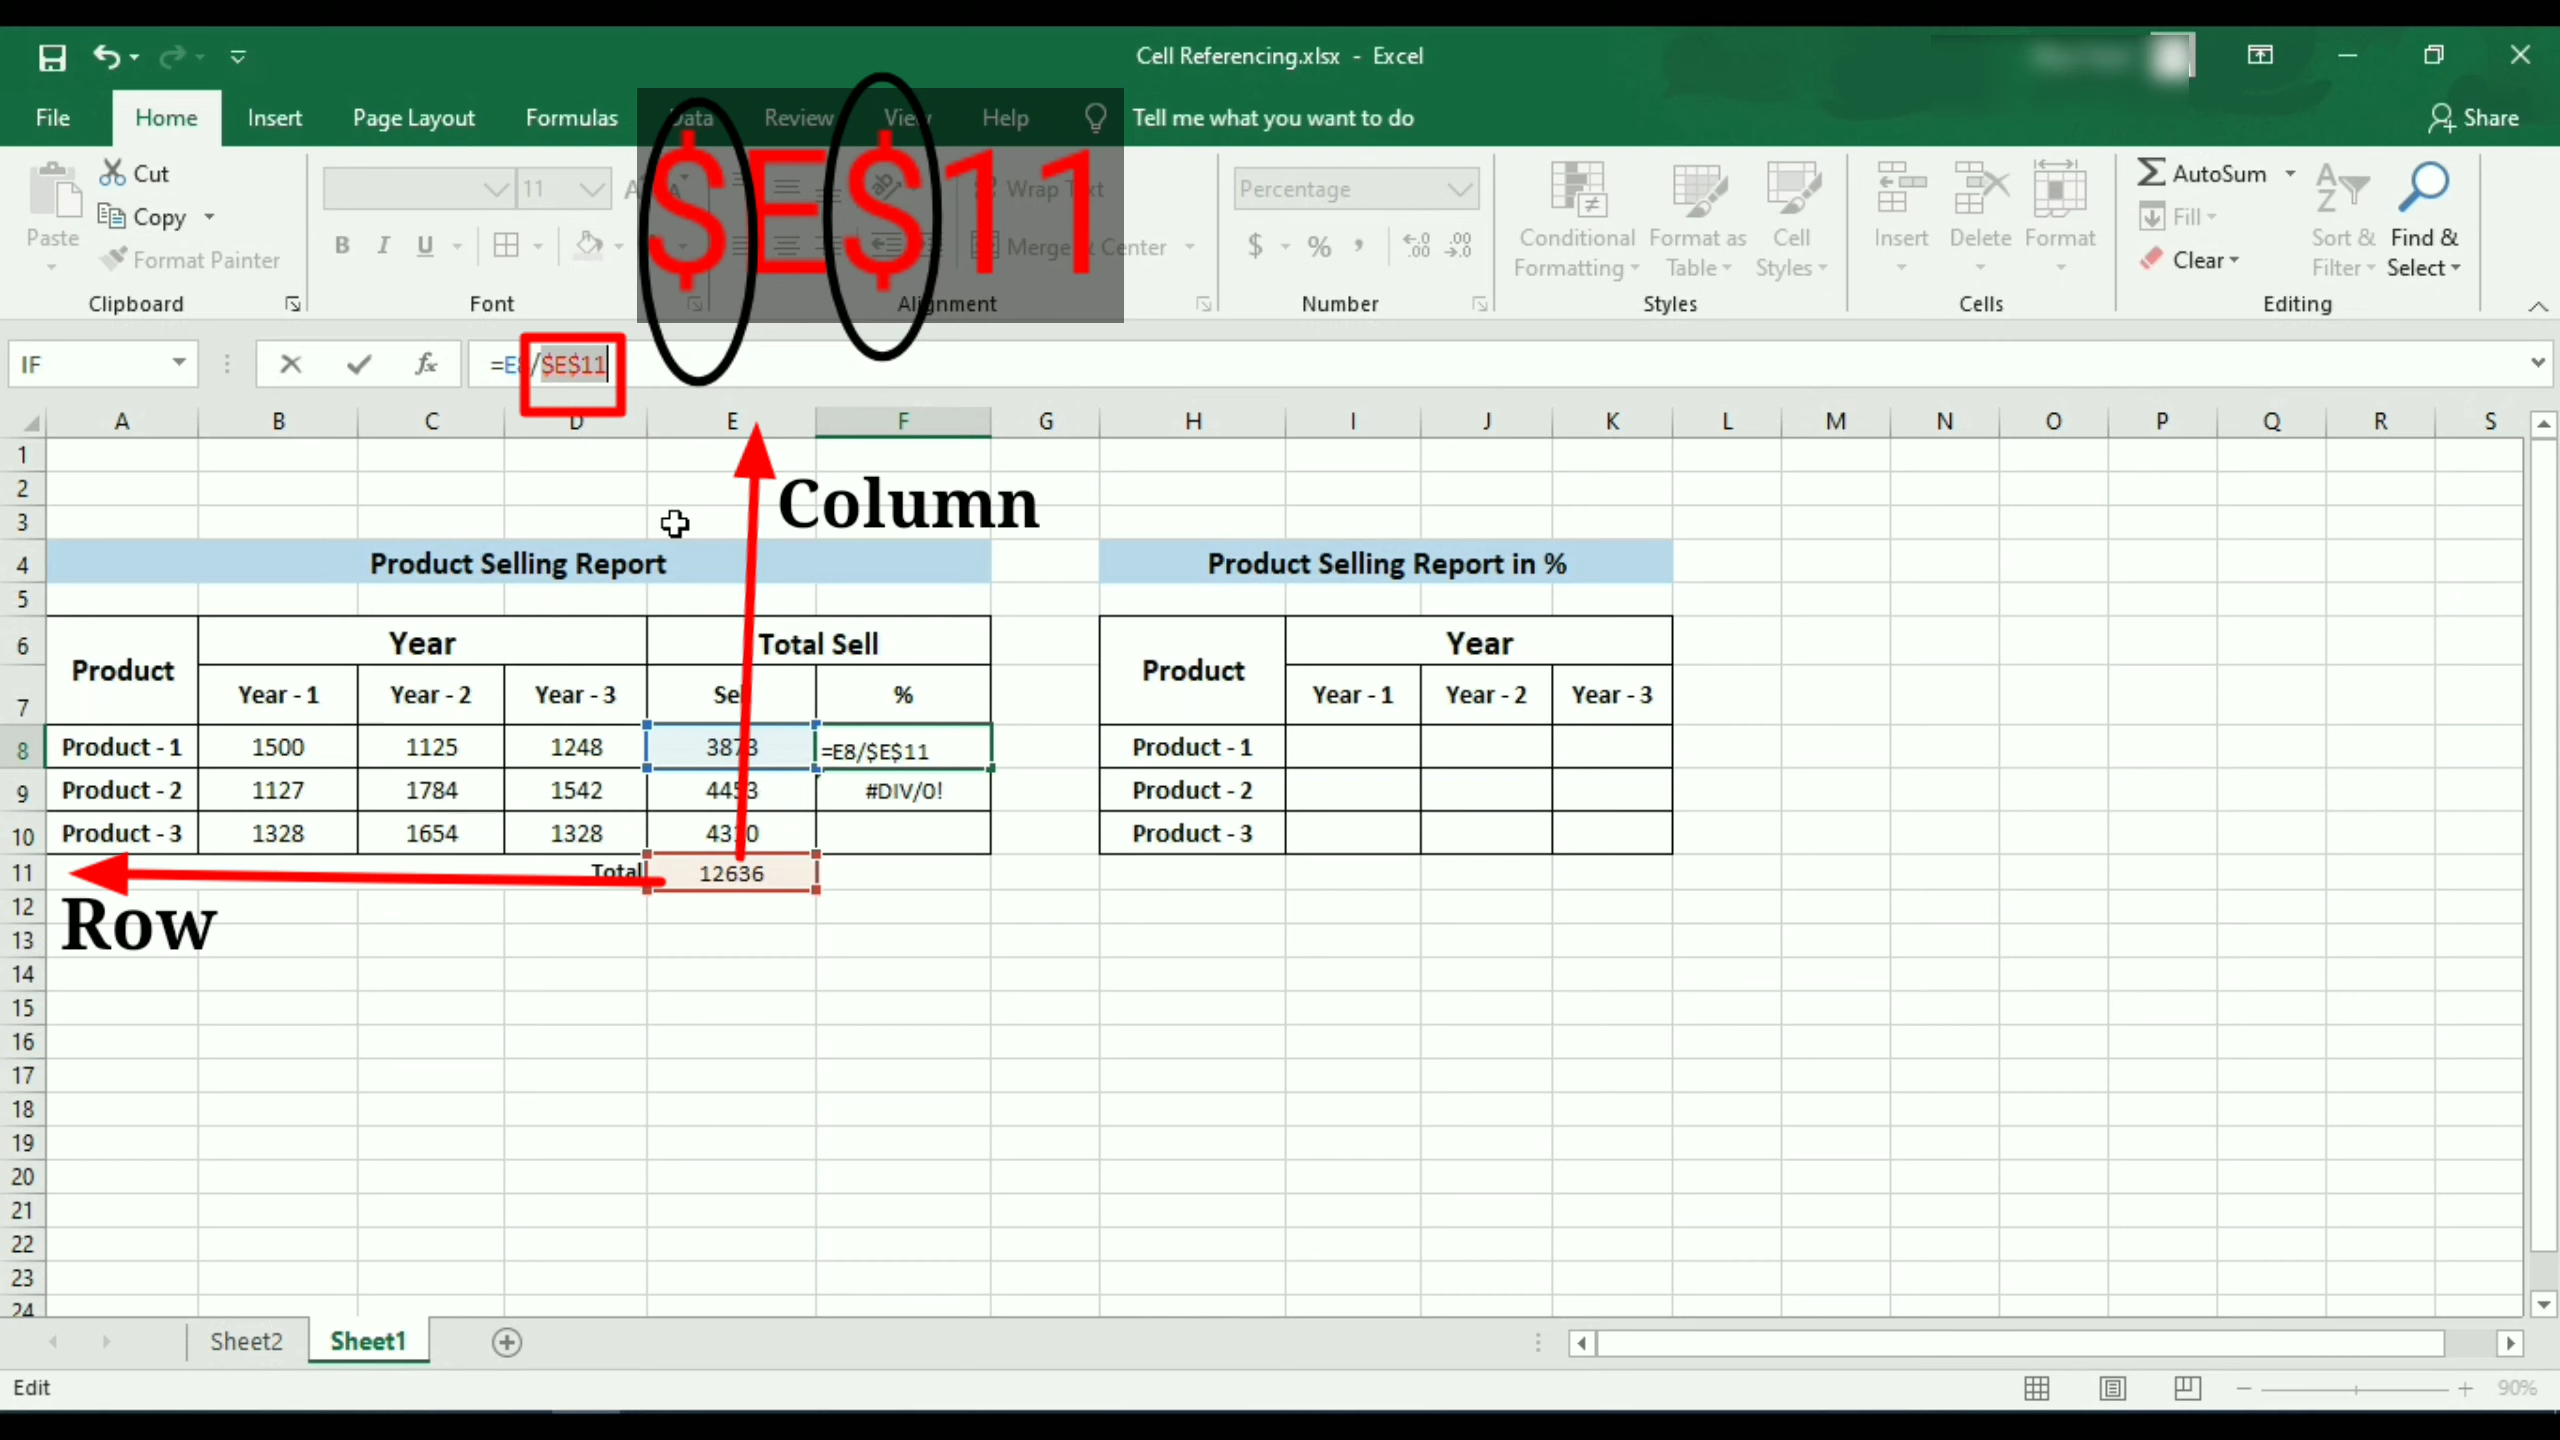 Cell Referencing.xlsx - Excel
File Home Insert Page Layout Formulas Data Review View Help Tell me what you want to do Share
$E$11
Paste
Cut
Copy
Format Painter
Clipboard
11
B I U
Font
Wrap Text
Merge & Center
Alignment
Percentage
$ % ,
Number
Conditional Formatting
Format as Table
Cell Styles
Styles
Insert
Delete
Format
Cells
AutoSum
Fill
Clear
Sort & Filter
Find & Select
Editing
IF fx =E8/$E$11
A B C D E F G H I J K L M N O P Q R S
1
2
Column
3
4 Product Selling Report Product Selling Report in %
5
6 Product Year Total Sell Product Year
7 Year - 1 Year - 2 Year - 3 Sell % Year - 1 Year - 2 Year - 3
8 Product - 1 1500 1125 1248 3873 =E8/$E$11 Product - 1
9 Product - 2 1127 1784 1542 4453 #DIV/0! Product - 2
10 Product - 3 1328 1654 1328 4310 Product - 3
11 Total 12636
12
Row
13
14
15
16
17
18
19
20
21
22
23
24
Sheet2 Sheet1
Edit 90%